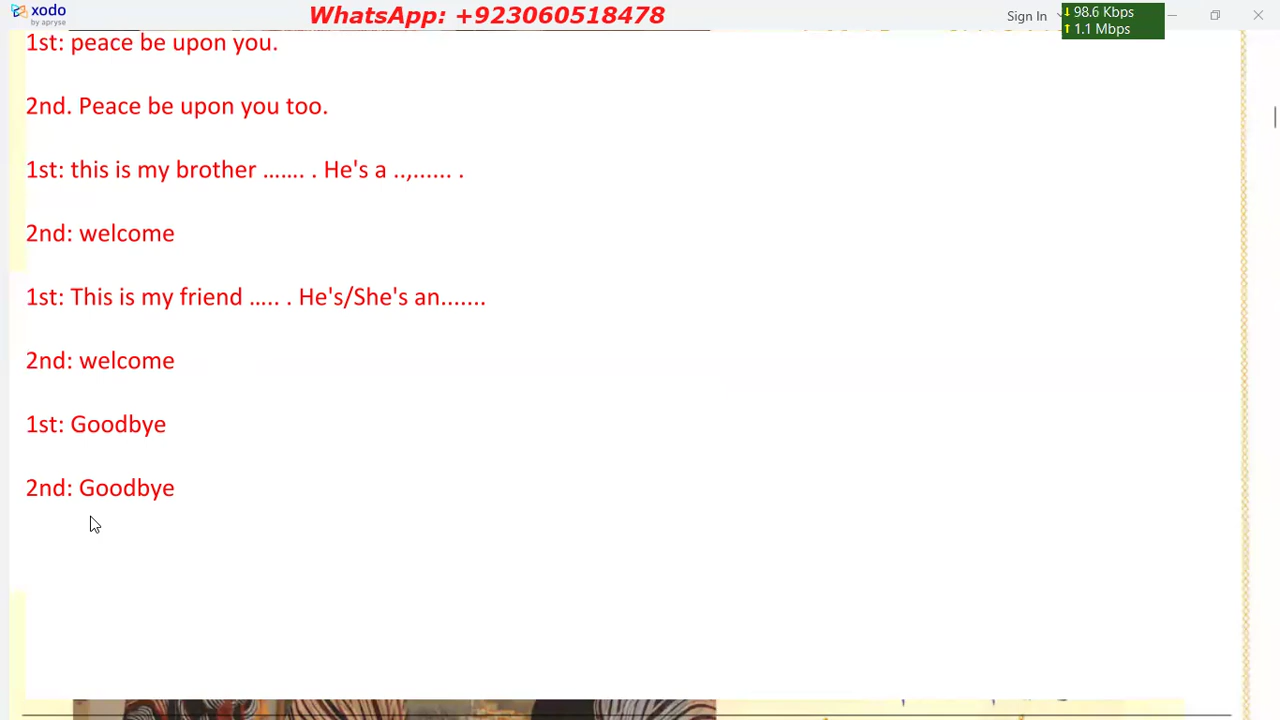 xodo
by apryse
WhatsApp: +923060518478
Sign In
↓ 98.6 Kbps
↑ 1.1 Mbps
1st: peace be upon you.
2nd. Peace be upon you too.
1st: this is my brother ....... . He's a ..,...... .
2nd: welcome
1st: This is my friend ..... . He's/She's an.......
2nd: welcome
1st: Goodbye
2nd: Goodbye